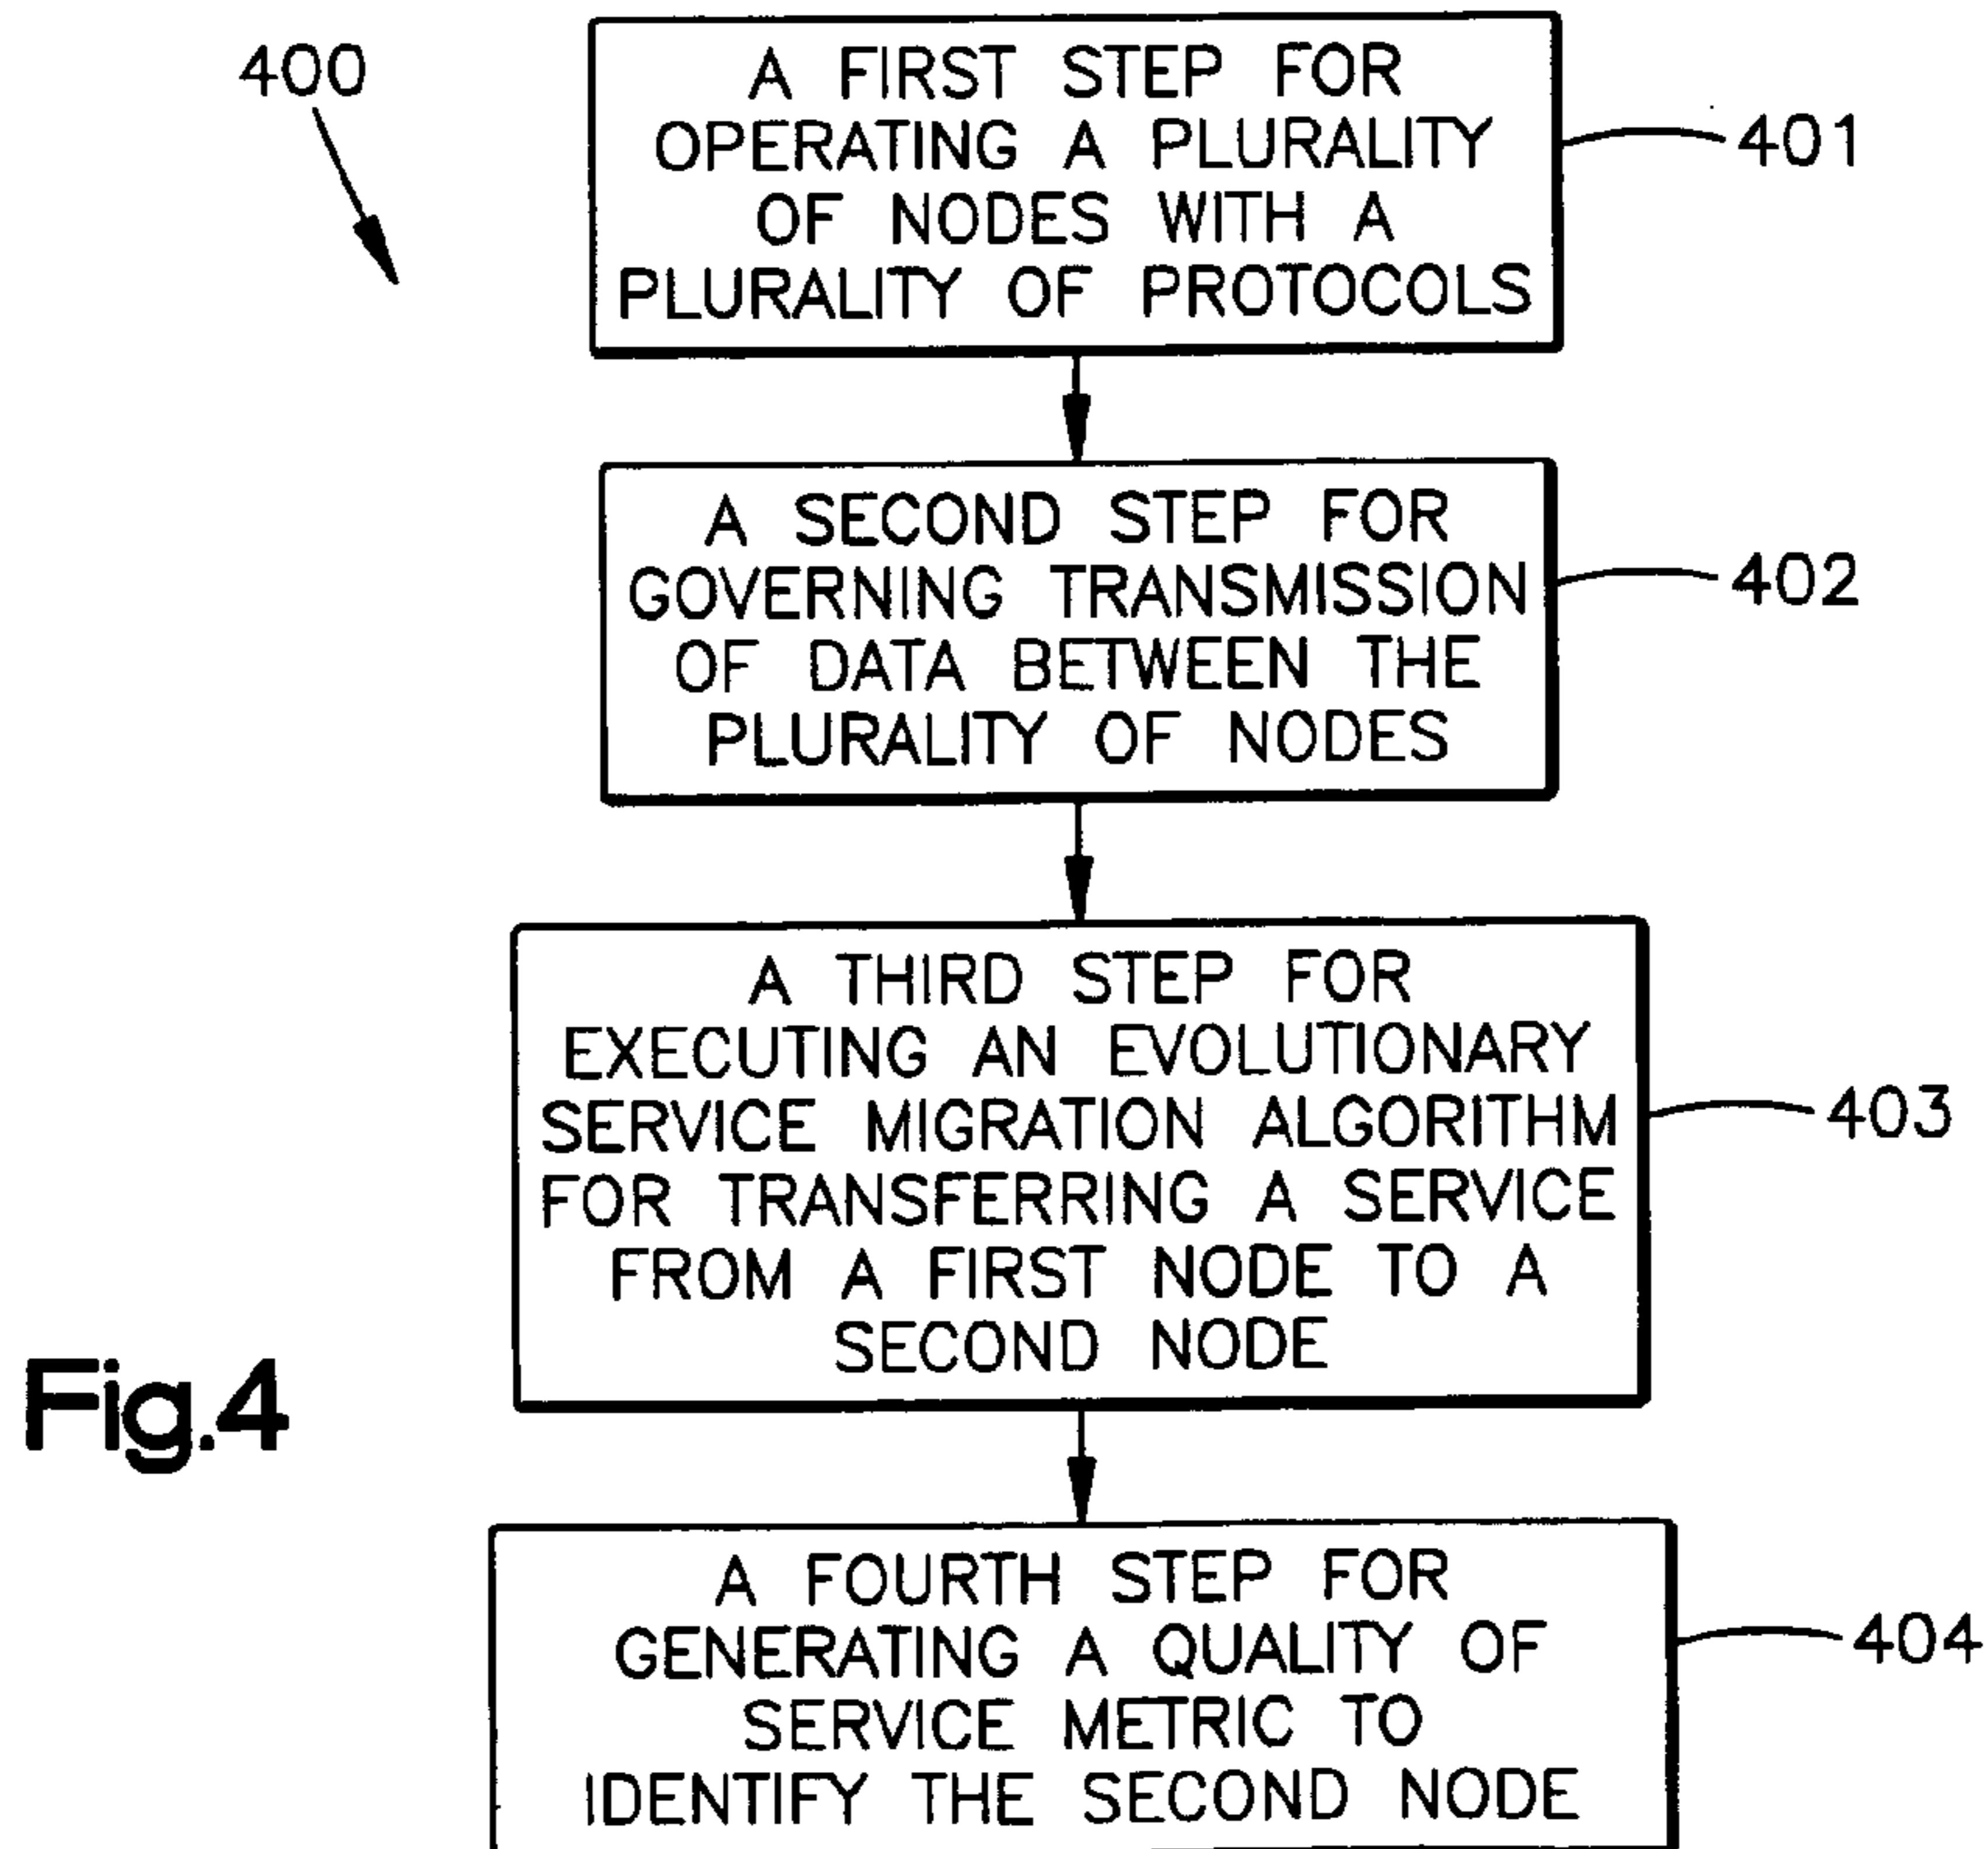 400
A FIRST STEP FOR
OPERATING A PLURALITY
OF NODES WITH A
PLURALITY OF PROTOCOLS
401
A SECOND STEP FOR
GOVERNING TRANSMISSION
OF DATA BETWEEN THE
PLURALITY OF NODES
402
A THIRD STEP FOR
EXECUTING AN EVOLUTIONARY
SERVICE MIGRATION ALGORITHM
FOR TRANSFERRING A SERVICE
FROM A FIRST NODE TO A
SECOND NODE
403
Fig.4
A FOURTH STEP FOR
GENERATING A QUALITY OF
SERVICE METRIC TO
IDENTIFY THE SECOND NODE
404